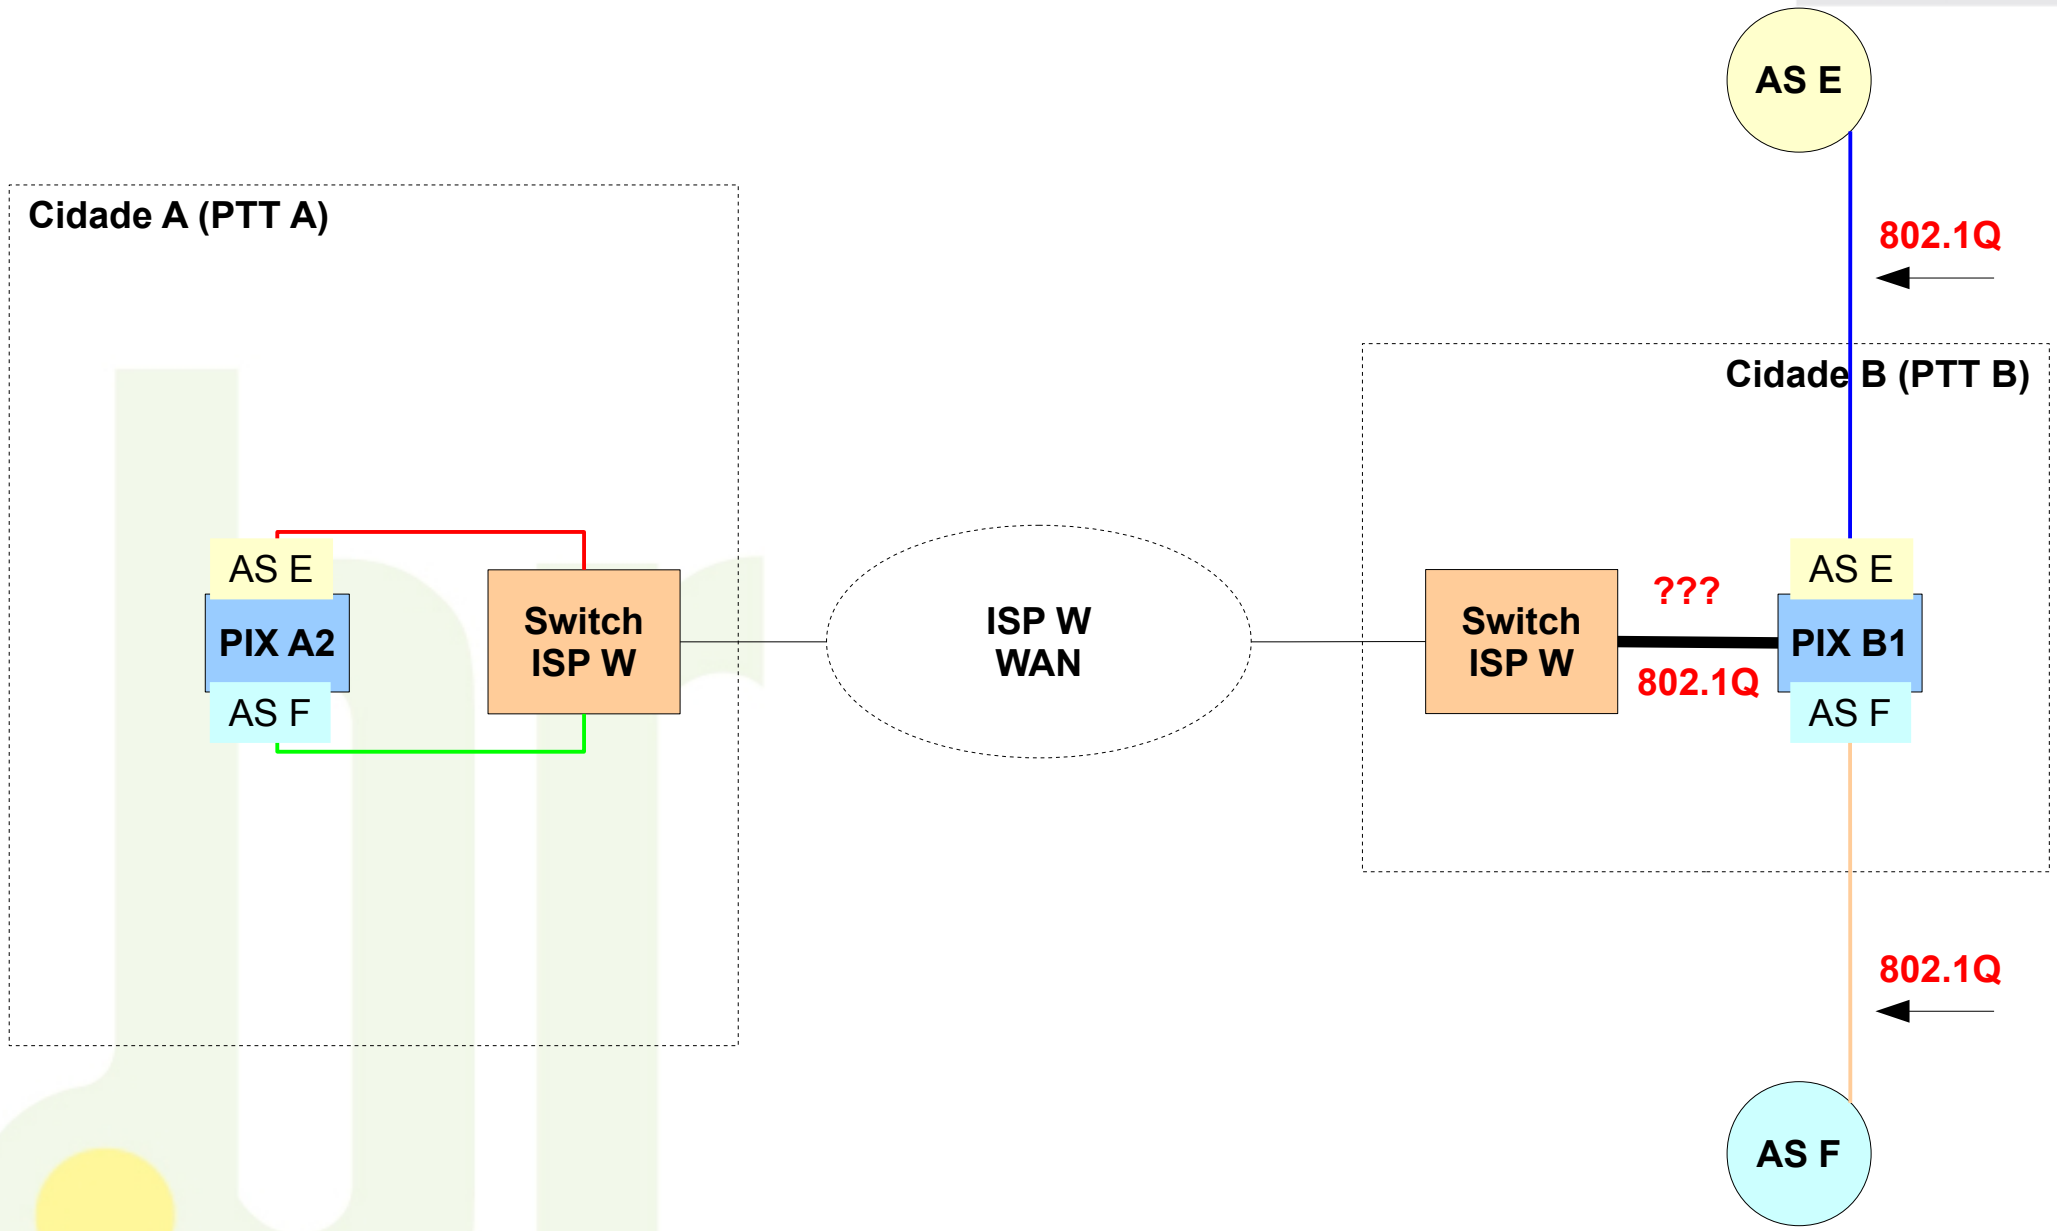 AS E
802.1Q
Cidade A (PTT A)
Cidade B (PTT B)
AS E
PIX A2
AS F
Switch
ISP W
ISP W
WAN
Switch
ISP W
???
802.1Q
AS E
PIX B1
AS F
802.1Q
AS F